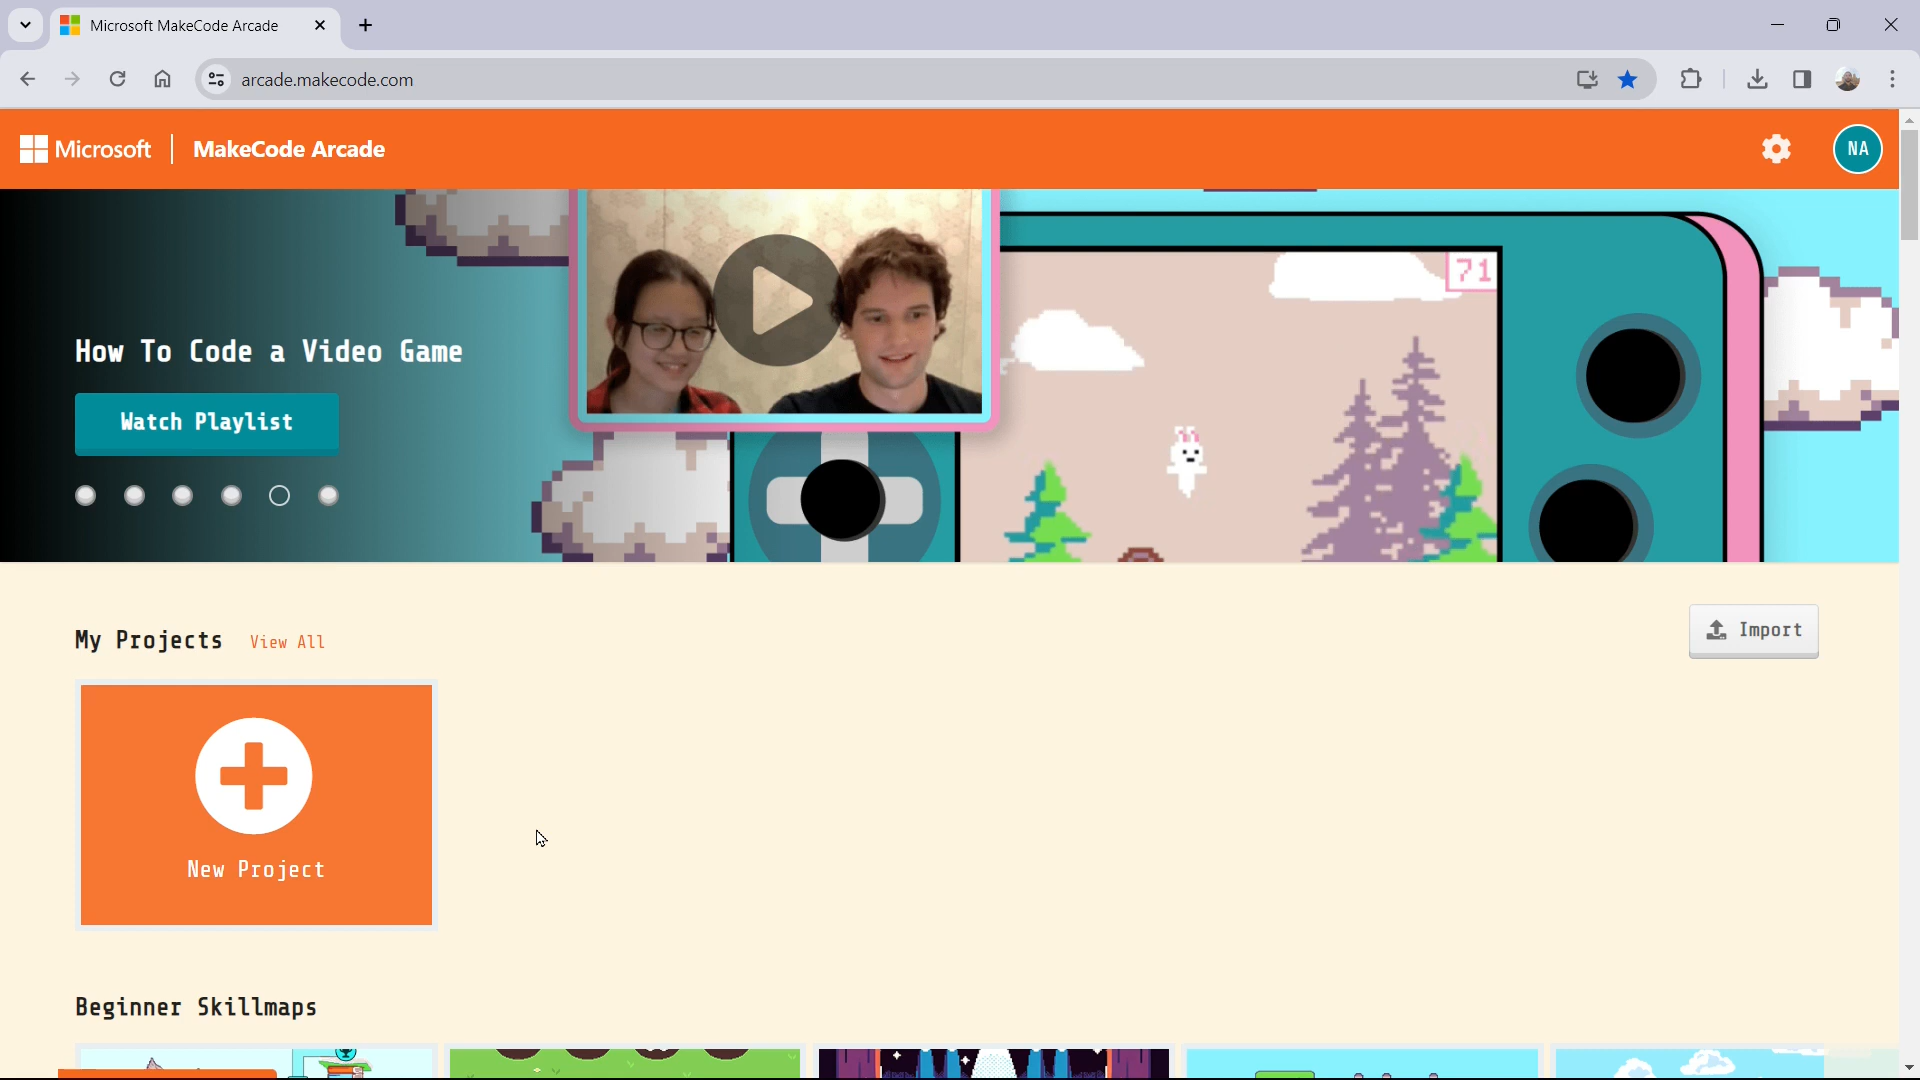 Microsoft MakeCode Arcade
arcade.makecode.com
Microsoft | MakeCode Arcade
NA
71
How To Code a Video Game
Watch Playlist
My Projects View All
Import
New Project
Beginner Skillmaps